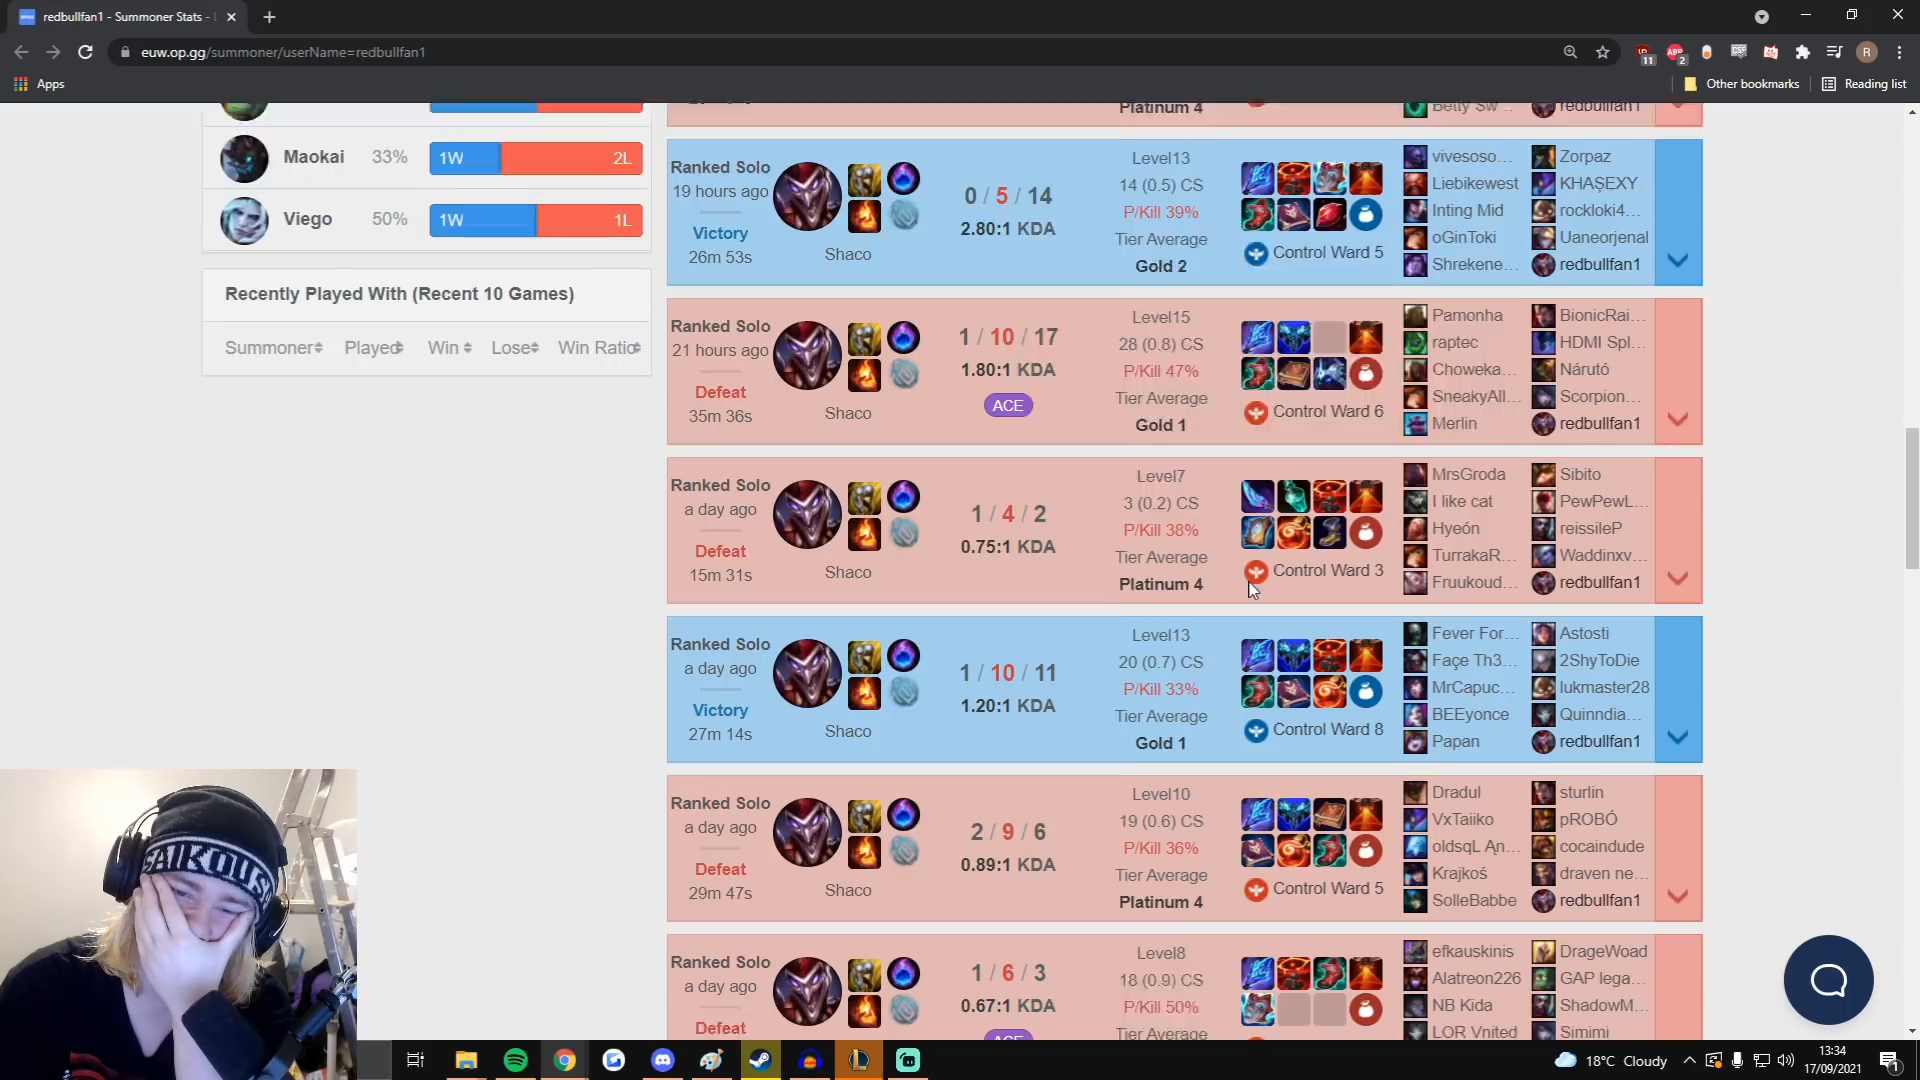 redbullfan1 - Summoner Stats - L
euw.op.gg/summoner/userName=redbullfan1
11
2
CSP
R
Apps
Other bookmarks
Reading list
Maokai 33% 1W 2L
Viego 50% 1W 1L
Recently Played With (Recent 10 Games)
Summoner Played Win Lose Win Ratio
Platinum 4
Betty Sw...
redbullfan1
Ranked Solo
19 hours ago
Victory
26m 53s
Shaco
0 / 5 / 14
2.80:1 KDA
Level13
14 (0.5) CS
P/Kill 39%
Tier Average
Gold 2
Control Ward 5
vivesoso... Zorpaz
Liebikewest KHAȘEXY
Inting Mid rockloki4...
oGinToki Uaneorjenal
Shrekene... redbullfan1
Ranked Solo
21 hours ago
Defeat
35m 36s
Shaco
1 / 10 / 17
1.80:1 KDA
ACE
Level15
28 (0.8) CS
P/Kill 47%
Tier Average
Gold 1
Control Ward 6
Pamonha BionicRai...
raptec HDMI Spl...
Choweka... Nárutó
SneakyAll... Scorpion...
Merlin redbullfan1
Ranked Solo
a day ago
Defeat
15m 31s
Shaco
1 / 4 / 2
0.75:1 KDA
Level7
3 (0.2) CS
P/Kill 38%
Tier Average
Platinum 4
Control Ward 3
MrsGroda Sibito
I like cat PewPewL...
Hyeón reissileP
TurrakaR... Waddinxv...
Fruukoud... redbullfan1
Ranked Solo
a day ago
Victory
27m 14s
Shaco
1 / 10 / 11
1.20:1 KDA
Level13
20 (0.7) CS
P/Kill 33%
Tier Average
Gold 1
Control Ward 8
Fever For... Astosti
Façe Th3... 2ShyToDie
MrCapuc... lukmaster28
BEEyonce Quinndia...
Papan redbullfan1
Ranked Solo
a day ago
Defeat
29m 47s
Shaco
2 / 9 / 6
0.89:1 KDA
Level10
19 (0.6) CS
P/Kill 36%
Tier Average
Platinum 4
Control Ward 5
Dradul sturlin
VxTaiiko pROBÓ
oldsqL Ąn... cocaindude
Krajkoś draven ne...
SolleBabbe redbullfan1
Ranked Solo
a day ago
Defeat
1 / 6 / 3
0.67:1 KDA
ACE
Level8
18 (0.9) CS
P/Kill 50%
Tier Average
efkauskinis DrageWoad
Alatreon226 GAP lega...
NB Kida ShadowM...
LOR Vnited Simimi
SAIKOUSU
18°C Cloudy
13:34
17/09/2021
1